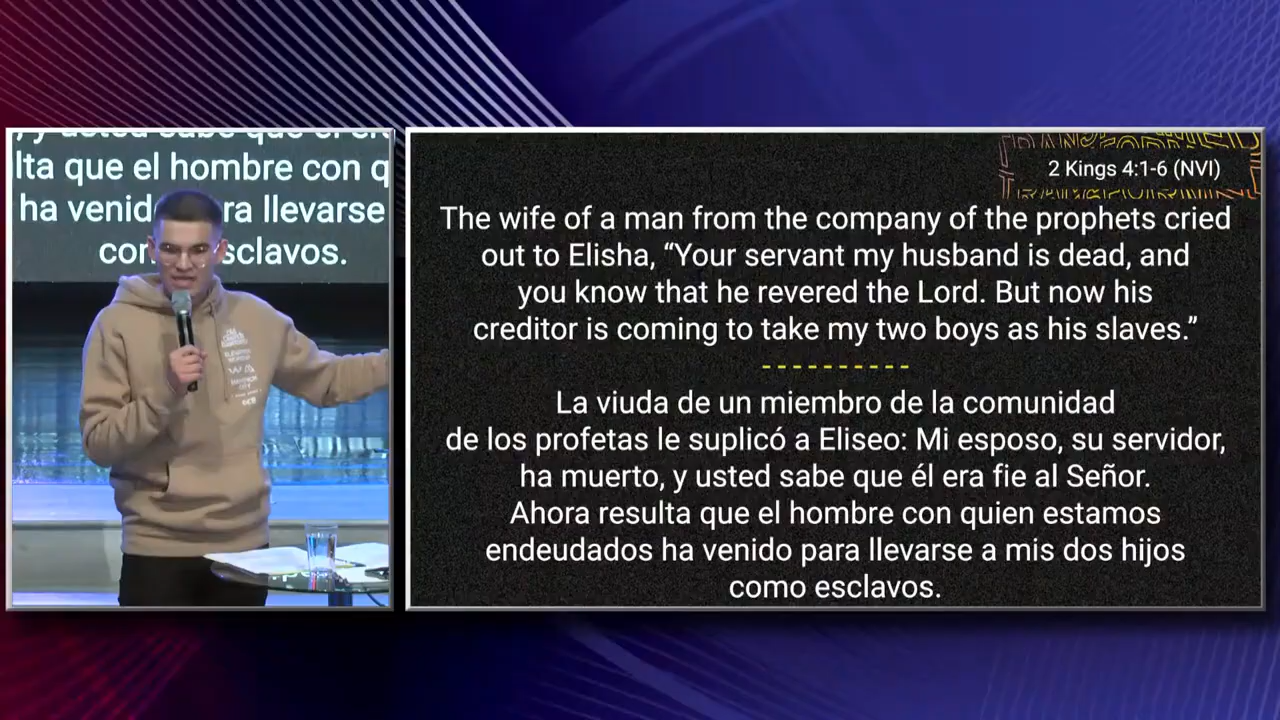 lta que el hombre con q
ha venid ra llevarse
con sclavos.
2 Kings 4:1-6 (NVI)
The wife of a man from the company of the prophets cried
out to Elisha, “Your servant my husband is dead, and
you know that he revered the Lord. But now his
creditor is coming to take my two boys as his slaves.”
La viuda de un miembro de la comunidad
de los profetas le suplicó a Eliseo: Mi esposo, su servidor,
ha muerto, y usted sabe que él era fie al Señor.
Ahora resulta que el hombre con quien estamos
endeudados ha venido para llevarse a mis dos hijos
como esclavos.